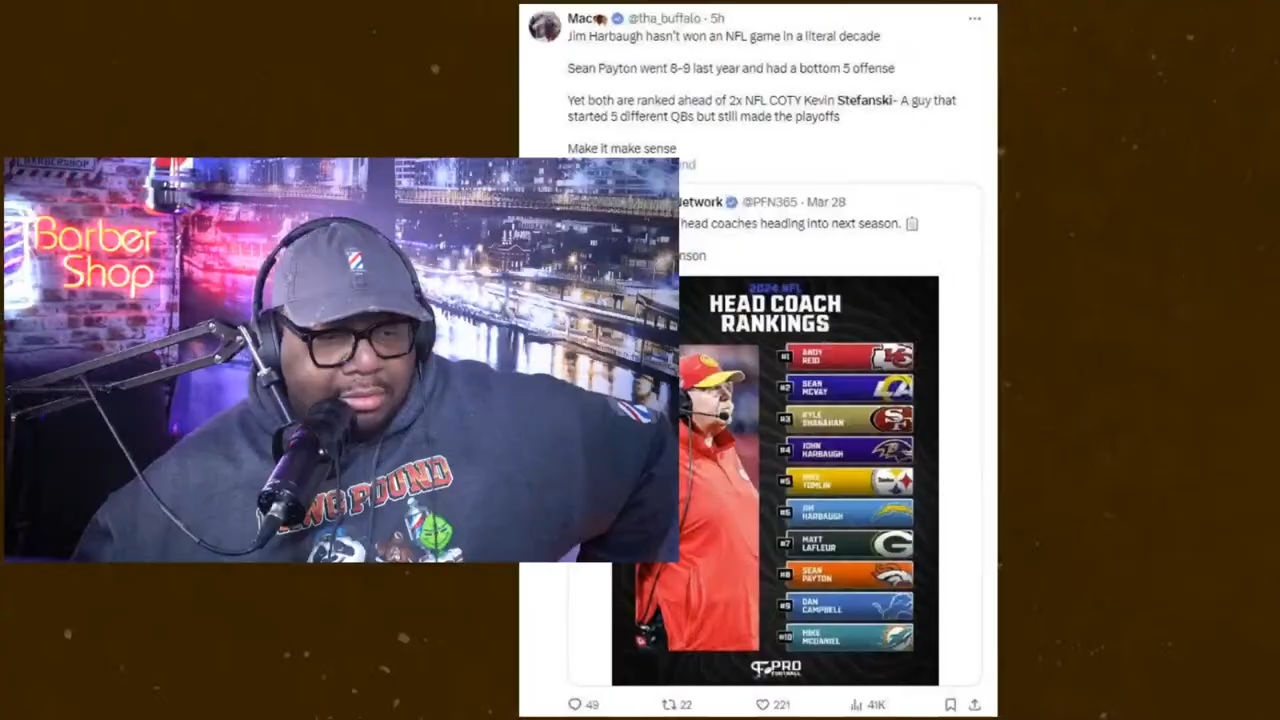 Mac @tha_buffalo · 5h
Jim Harbaugh hasn't won an NFL game in a literal decade
Sean Payton went 8-9 last year and had a bottom 5 offense
Yet both are ranked ahead of 2x NFL COTY Kevin Stefanski- A guy that
started 5 different QBs but still made the playoffs
Make it make sense
@PFN365 · Mar 28
head coaches heading into next season.
2024 NFL
HEAD COACH
RANKINGS
#1 ANDY
REID
#2 SEAN
MCVAY
#3 KYLE
SHANAHAN
#4 JOHN
HARBAUGH
#5 MIKE
TOMLIN
#6 JIM
HARBAUGH
#7 MATT
LAFLEUR
#8 SEAN
PAYTON
#9 DAN
CAMPBELL
#10 MIKE
MCDANIEL
PRO
FOOTBALL
49 22 221 41K
BARBERSHOP
Barber
Shop
POUND